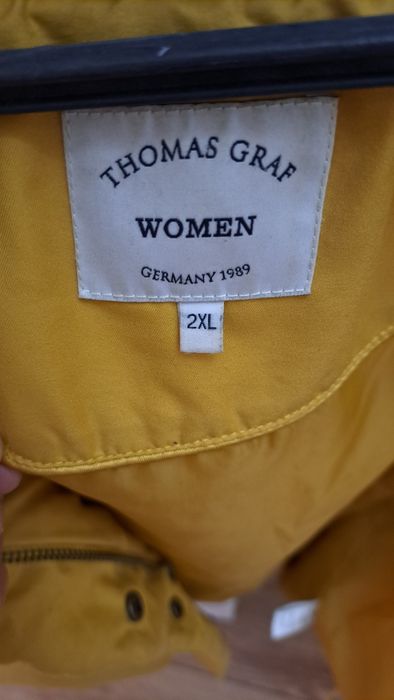 THOMAS GRAF
WOMEN
GERMANY 1989
2XL